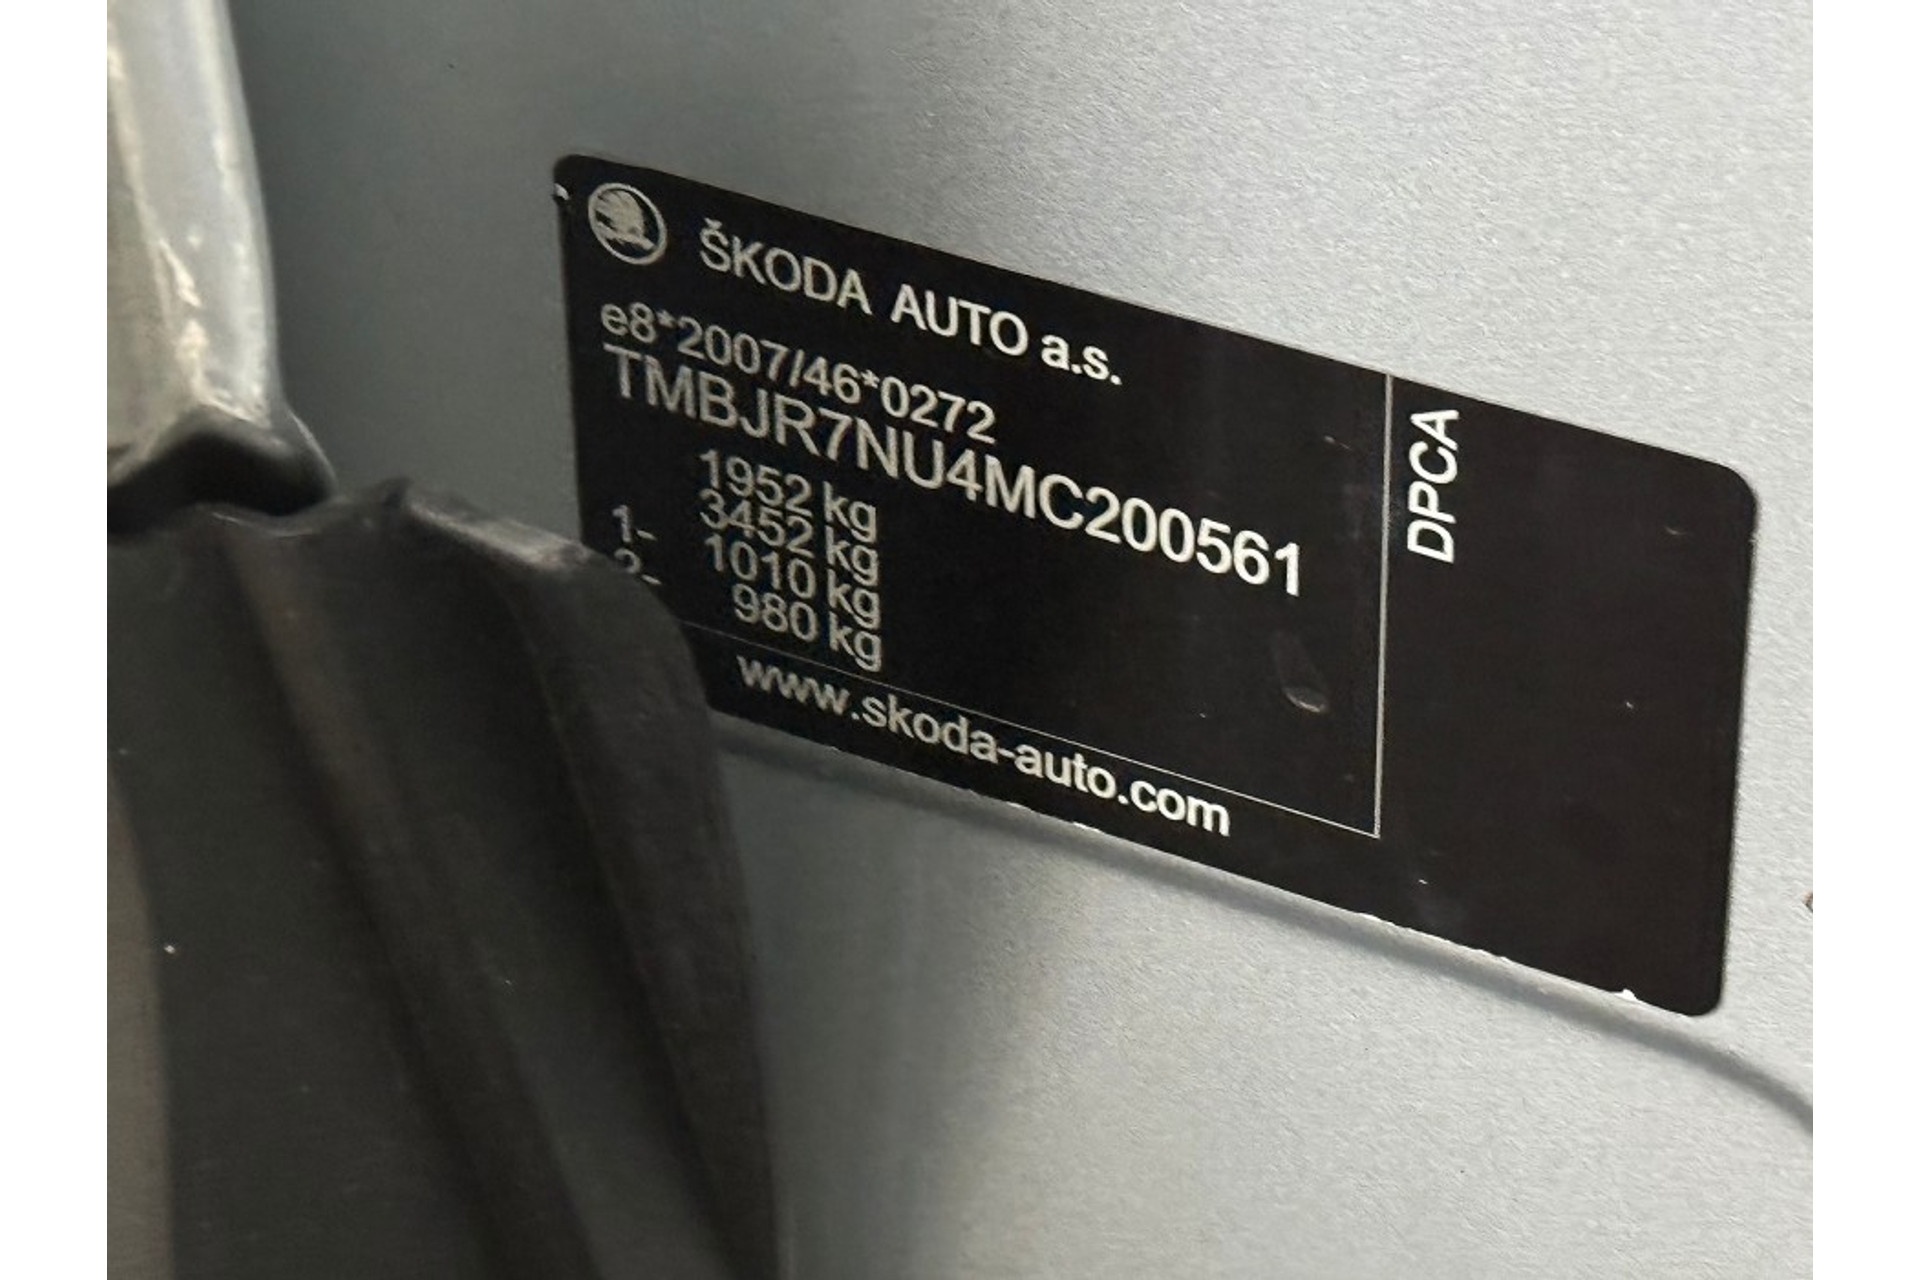 ŠKODA AUTO a.s.
e8*2007/46*0272
TMBJR7NU4MC200561
1952 kg
3452 kg
1- 1010 kg
2- 980 kg
www.skoda-auto.com
DPCA